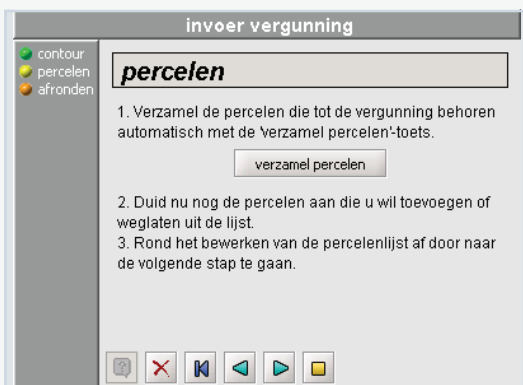 invoer vergunning
contour
percelen
afronden
percelen
1. Verzamel de percelen die tot de vergunning behoren
automatisch met de 'verzamel percelen'-toets.
verzamel percelen
2. Duid nu nog de percelen aan die u wil toevoegen of
weglaten uit de lijst.
3. Rond het bewerken van de percelenlijst af door naar
de volgende stap te gaan.